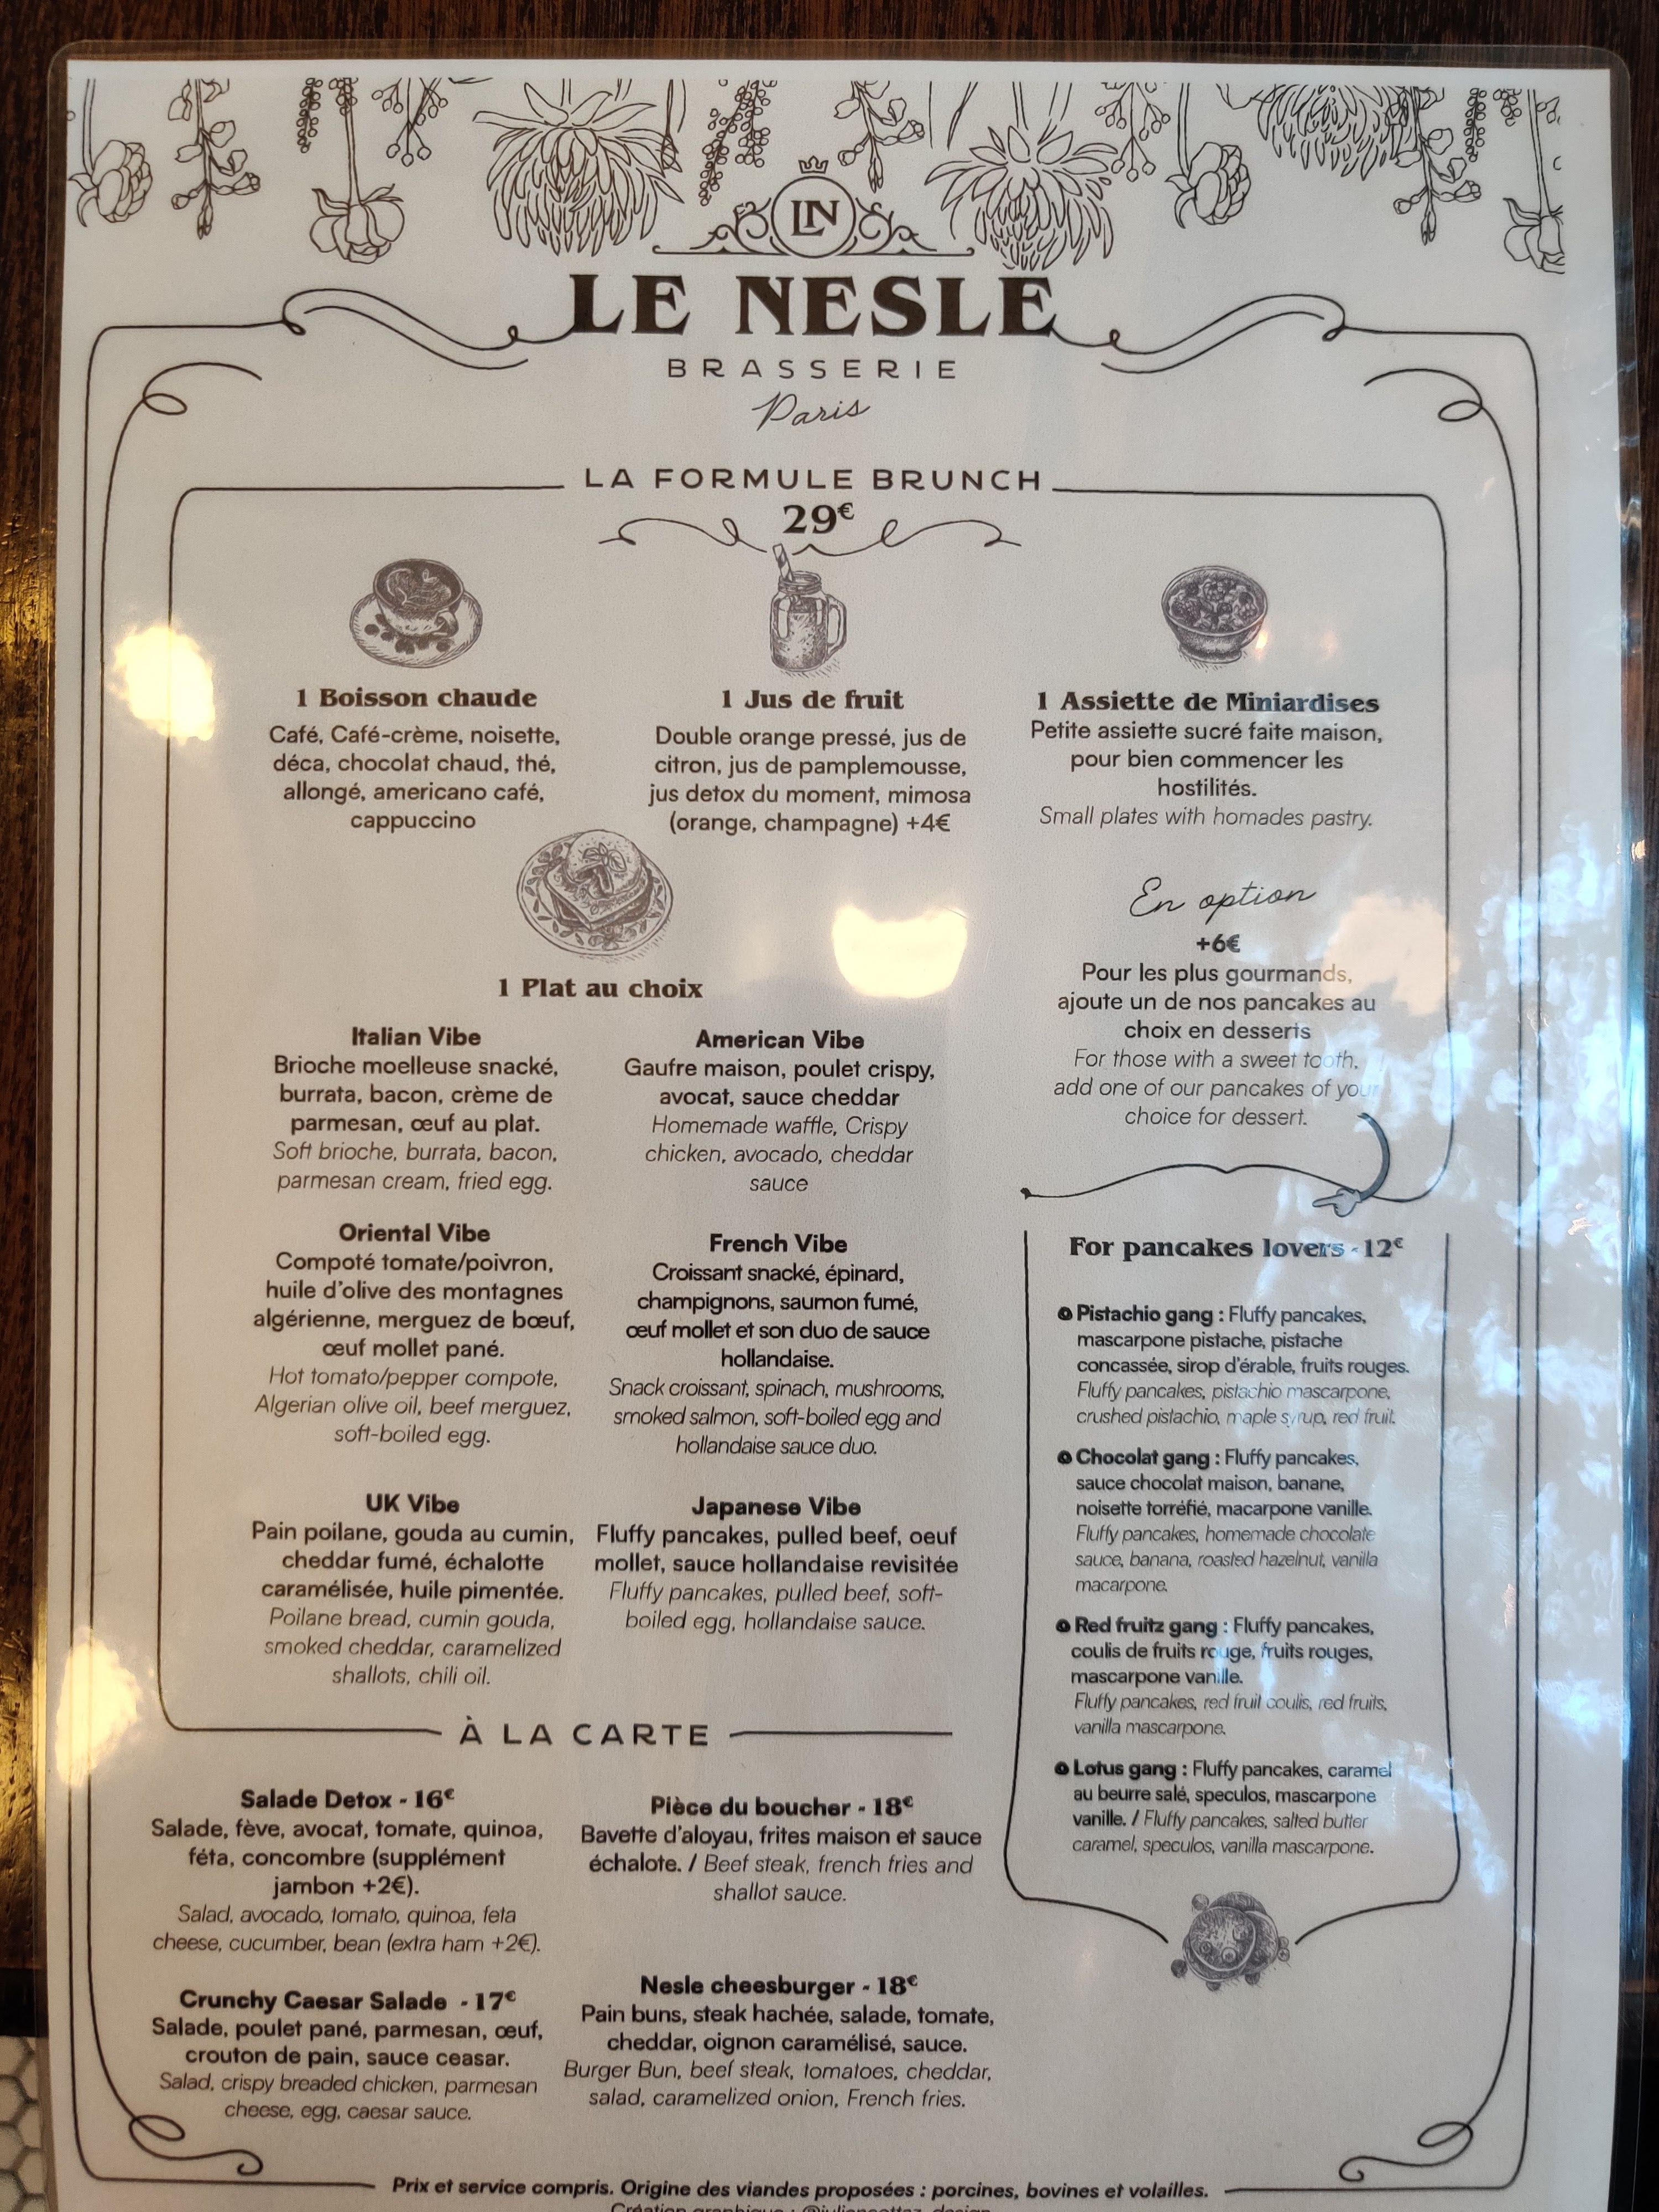 LN
LE NESLE
BRASSERIE
Paris
LA FORMULE BRUNCH
29€
1 Boisson chaude
Café, Café-crème, noisette,
déca, chocolat chaud, thé,
allongé, americano café,
cappuccino
1 Jus de fruit
Double orange pressé, jus de
citron, jus de pamplemousse,
jus detox du moment, mimosa
(orange, champagne) +4€
1 Assiette de Miniardises
Petite assiette sucré faite maison,
pour bien commencer les
hostilités.
Small plates with homades pastry.
En option
+6€
Pour les plus gourmands,
ajoute un de nos pancakes au
choix en desserts
For those with a sweet tooth,
add one of our pancakes of your
choice for dessert.
1 Plat au choix
Italian Vibe
Brioche moelleuse snacké,
burrata, bacon, crème de
parmesan, œuf au plat.
Soft brioche, burrata, bacon,
parmesan cream, fried egg.
American Vibe
Gaufre maison, poulet crispy,
avocat, sauce cheddar
Homemade waffle, Crispy
chicken, avocado, cheddar
sauce
Oriental Vibe
Compoté tomate/poivron,
huile d'olive des montagnes
algérienne, merguez de bœuf,
œuf mollet pané.
Hot tomato/pepper compote,
Algerian olive oil, beef merguez,
soft-boiled egg.
French Vibe
Croissant snacké, épinard,
champignons, saumon fumé,
œuf mollet et son duo de sauce
hollandaise.
Snack croissant, spinach, mushrooms,
smoked salmon, soft-boiled egg and
hollandaise sauce duo.
UK Vibe
Pain poilane, gouda au cumin,
cheddar fumé, échalotte
caramélisée, huile pimentée.
Poilane bread, cumin gouda,
smoked cheddar, caramelized
shallots, chili oil.
Japanese Vibe
Fluffy pancakes, pulled beef, oeuf
mollet, sauce hollandaise revisitée
Fluffy pancakes, pulled beef, soft-
boiled egg, hollandaise sauce.
For pancakes lovers - 12€
Pistachio gang : Fluffy pancakes,
mascarpone pistache, pistache
concassée, sirop d'érable, fruits rouges.
Fluffy pancakes, pistachio mascarpone,
crushed pistachio, maple syrup, red fruit.
Chocolat gang : Fluffy pancakes,
sauce chocolat maison, banane,
noisette torréfié, macarpone vanille.
Fluffy pancakes, homemade chocolate
sauce, banana, roasted hazelnut, vanilla
macarpone.
Red fruitz gang : Fluffy pancakes,
coulis de fruits rouge, fruits rouges,
mascarpone vanille.
Fluffy pancakes, red fruit coulis, red fruits,
vanilla mascarpone.
Lotus gang : Fluffy pancakes, caramel
au beurre salé, speculos, mascarpone
vanille. / Fluffy pancakes, salted butter
caramel, speculos, vanilla mascarpone.
À LA CARTE
Salade Detox - 16€
Salade, fève, avocat, tomate, quinoa,
féta, concombre (supplément
jambon +2€).
Salad, avocado, tomato, quinoa, feta
cheese, cucumber, bean (extra ham +2€).
Pièce du boucher - 18€
Bavette d'aloyau, frites maison et sauce
échalote. / Beef steak, french fries and
shallot sauce.
Crunchy Caesar Salade - 17€
Salade, poulet pané, parmesan, œuf,
crouton de pain, sauce ceasar.
Salad, crispy breaded chicken, parmesan
cheese, egg, caesar sauce.
Nesle cheesburger - 18€
Pain buns, steak hachée, salade, tomate,
cheddar, oignon caramélisé, sauce.
Burger Bun, beef steak, tomatoes, cheddar,
salad, caramelized onion, French fries.
Prix et service compris. Origine des viandes proposées : porcines, bovines et volailles.
Création graphique :